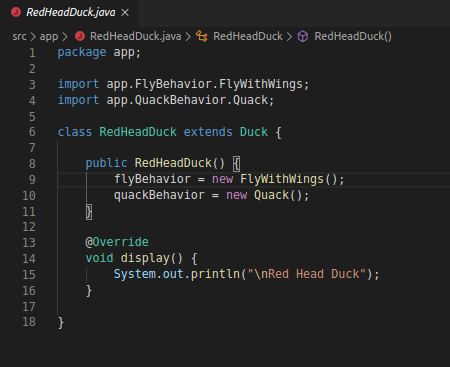 RedHeadDuck.java ×
src > app > RedHeadDuck.java > RedHeadDuck > RedHeadDuck()
1 package app;
2
3 import app.FlyBehavior.FlyWithWings;
4 import app.QuackBehavior.Quack;
5
6 class RedHeadDuck extends Duck {
7
8 public RedHeadDuck() {
9 flyBehavior = new FlyWithWings();
10 quackBehavior = new Quack();
11 }
12
13 @Override
14 void display() {
15 System.out.println("\nRed Head Duck");
16 }
17
18 }